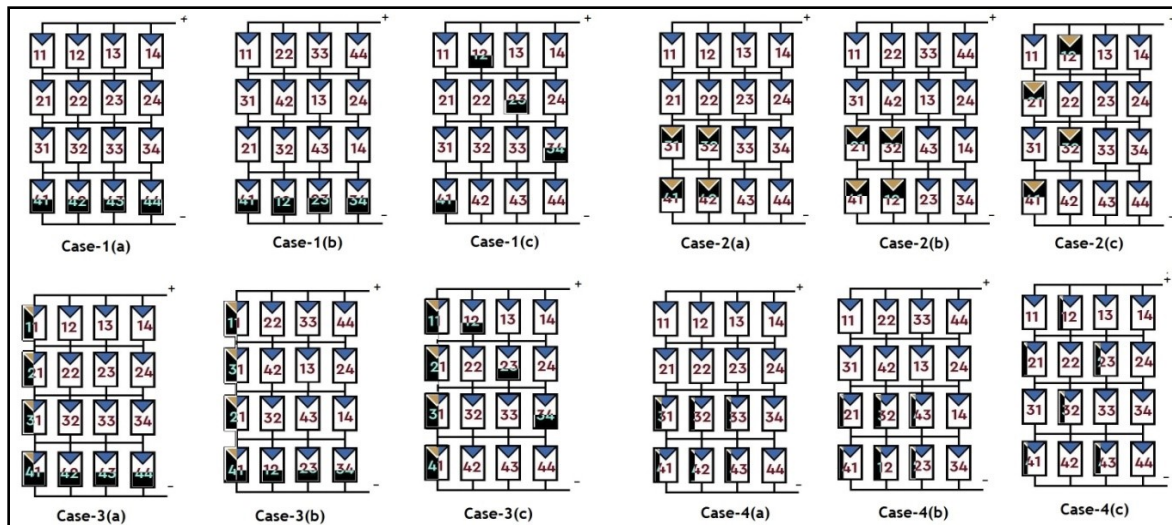 + + + + + +
11 12 13 14 11 22 33 44 11 12 13 14 11 12 13 14 11 22 33 44 11 12 13 14
21 22 23 24 31 42 13 24 21 22 23 24 21 22 23 24 31 42 13 24 21 22 23 24
31 32 33 34 21 32 43 14 31 32 33 34 31 32 33 34 21 32 43 14 31 32 33 34
41 42 43 44 41 12 23 34 41 42 43 44 41 42 43 44 41 12 23 34 41 42 43 44
− − − − − −
Case-1(a) Case-1(b) Case-1(c) Case-2(a) Case-2(b) Case-2(c)
+ + + + + +
11 12 13 14 11 22 33 44 11 12 13 14 11 12 13 14 11 22 33 44 11 12 13 14
21 22 23 24 31 42 13 24 21 22 23 24 21 22 23 24 31 42 13 24 21 22 23 24
31 32 33 34 21 32 43 14 31 32 33 34 31 32 33 34 21 32 43 14 31 32 33 34
41 42 43 44 41 12 23 34 41 42 43 44 41 42 43 44 41 12 23 34 41 42 43 44
− − − − − −
Case-3(a) Case-3(b) Case-3(c) Case-4(a) Case-4(b) Case-4(c)